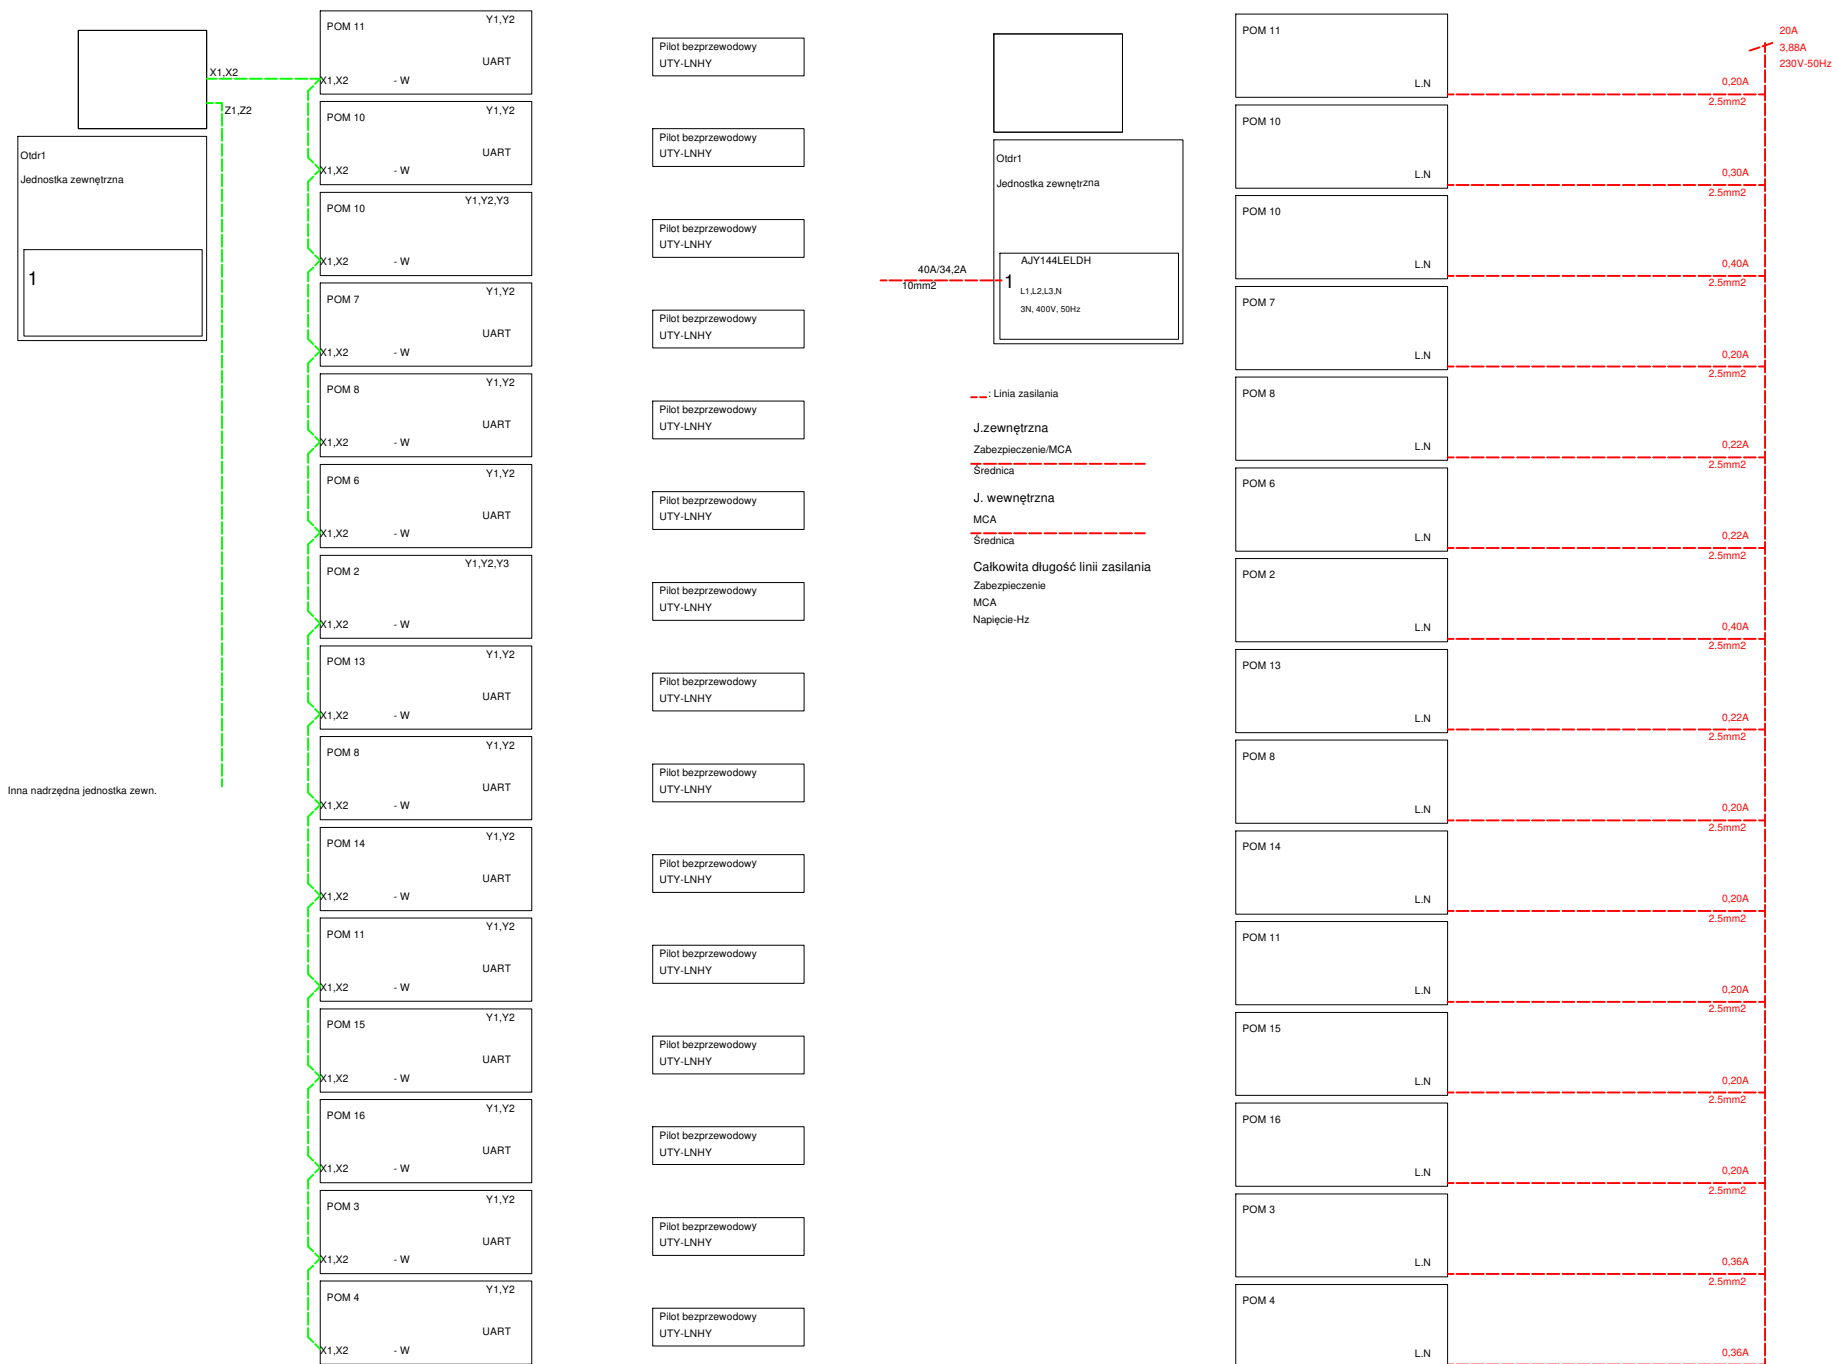 X1,X2
Z1,Z2
Otdr1
Jednostka zewnętrzna
1
Inna nadrzędna jednostka zewn.
POM 11
Y1,Y2
UART
X1,X2
- W
POM 10
Y1,Y2
UART
X1,X2
- W
POM 10
Y1,Y2,Y3
X1,X2
- W
POM 7
Y1,Y2
UART
X1,X2
- W
POM 8
Y1,Y2
UART
X1,X2
- W
POM 6
Y1,Y2
UART
X1,X2
- W
POM 2
Y1,Y2,Y3
X1,X2
- W
POM 13
Y1,Y2
UART
X1,X2
- W
POM 8
Y1,Y2
UART
X1,X2
- W
POM 14
Y1,Y2
UART
X1,X2
- W
POM 11
Y1,Y2
UART
X1,X2
- W
POM 15
Y1,Y2
UART
X1,X2
- W
POM 16
Y1,Y2
UART
X1,X2
- W
POM 3
Y1,Y2
UART
X1,X2
- W
POM 4
Y1,Y2
UART
X1,X2
- W
Pilot bezprzewodowy
UTY-LNHY
Pilot bezprzewodowy
UTY-LNHY
Pilot bezprzewodowy
UTY-LNHY
Pilot bezprzewodowy
UTY-LNHY
Pilot bezprzewodowy
UTY-LNHY
Pilot bezprzewodowy
UTY-LNHY
Pilot bezprzewodowy
UTY-LNHY
Pilot bezprzewodowy
UTY-LNHY
Pilot bezprzewodowy
UTY-LNHY
Pilot bezprzewodowy
UTY-LNHY
Pilot bezprzewodowy
UTY-LNHY
Pilot bezprzewodowy
UTY-LNHY
Pilot bezprzewodowy
UTY-LNHY
Pilot bezprzewodowy
UTY-LNHY
Pilot bezprzewodowy
UTY-LNHY
Otdr1
Jednostka zewnętrzna
40A/34,2A
10mm2
1
AJY144LELDH
L1,L2,L3,N
3N, 400V, 50Hz
: Linia zasilania
J.zewnętrzna
Zabezpieczenie/MCA
Średnica
J. wewnętrzna
MCA
Średnica
Całkowita długość linii zasilania
Zabezpieczenie
MCA
Napięcie-Hz
20A
3,88A
230V-50Hz
POM 11
L.N
0,20A
2.5mm2
POM 10
L.N
0,30A
2.5mm2
POM 10
L.N
0,40A
2.5mm2
POM 7
L.N
0,20A
2.5mm2
POM 8
L.N
0,22A
2.5mm2
POM 6
L.N
0,22A
2.5mm2
POM 2
L.N
0,40A
2.5mm2
POM 13
L.N
0,22A
2.5mm2
POM 8
L.N
0,20A
2.5mm2
POM 14
L.N
0,20A
2.5mm2
POM 11
L.N
0,20A
2.5mm2
POM 15
L.N
0,20A
2.5mm2
POM 16
L.N
0,20A
2.5mm2
POM 3
L.N
0,36A
2.5mm2
POM 4
L.N
0,36A